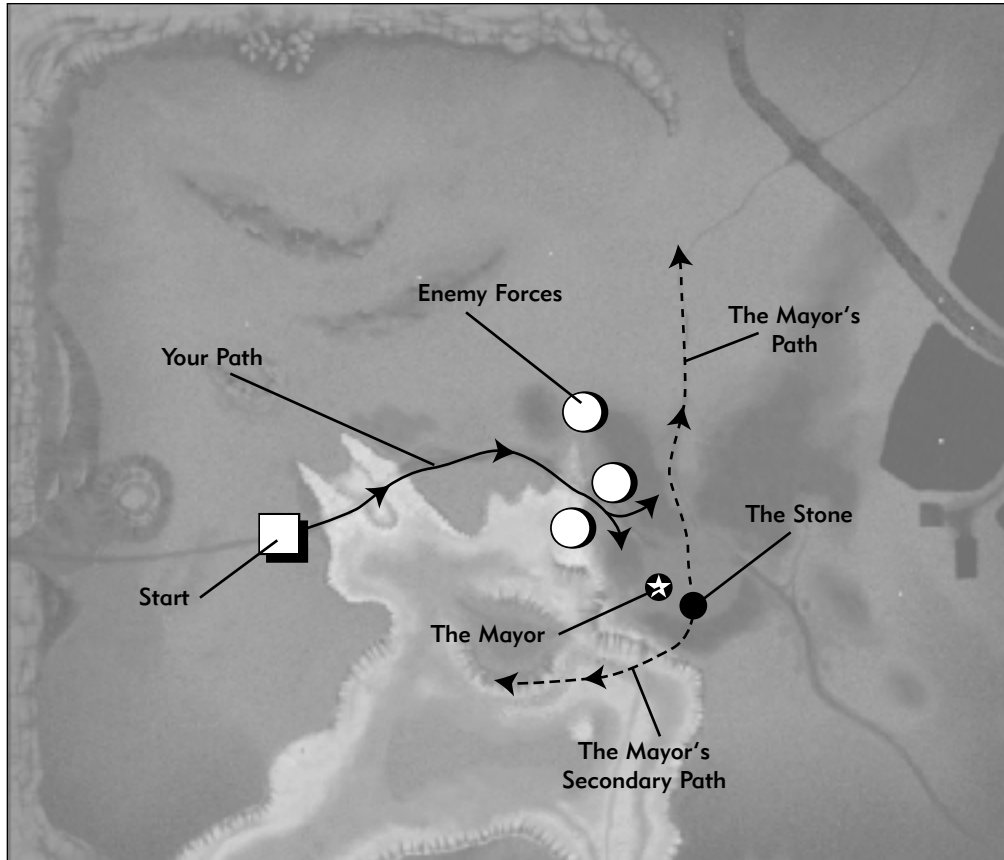 Enemy Forces
The Mayor's
Path
Your Path
The Stone
Start
The Mayor
The Mayor's
Secondary Path